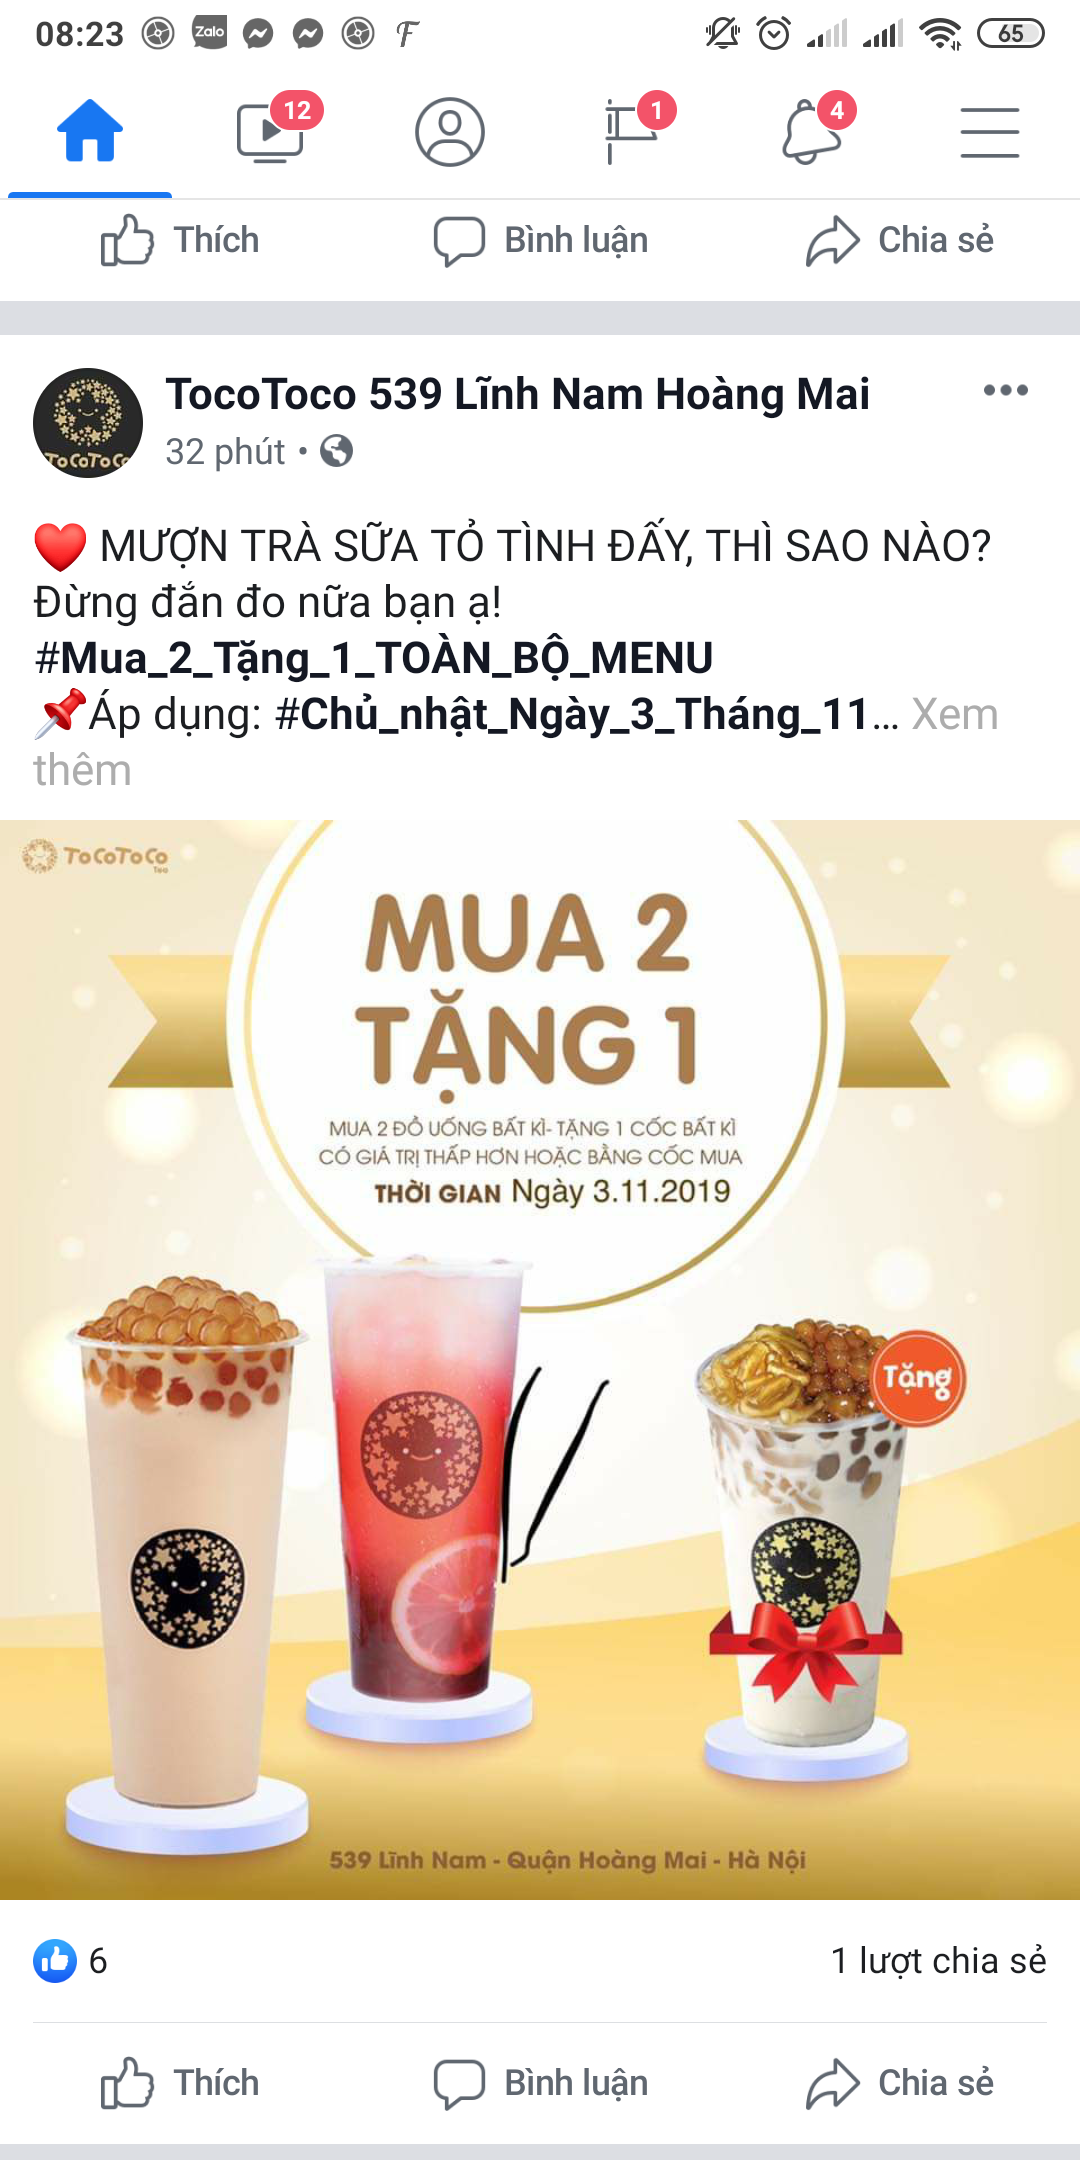 08:23
Zalo
65
12
1
4
Thích
Bình luận
Chia sẻ
TocoToco 539 Lĩnh Nam Hoàng Mai
32 phút
MƯỢN TRÀ SỮA TỎ TÌNH ĐẤY, THÌ SAO NÀO?
Đừng đắn đo nữa bạn ạ!
#Mua_2_Tặng_1_TOÀN_BỘ_MENU
Áp dụng: #Chủ_nhật_Ngày_3_Tháng_11... Xem
thêm
ToCoToCo
Tea
MUA 2
TẶNG 1
MUA 2 ĐỒ UỐNG BẤT KÌ- TẶNG 1 CỐC BẤT KÌ
CÓ GIÁ TRỊ THẤP HƠN HOẶC BẰNG CỐC MUA
THỜI GIAN Ngày 3.11.2019
Tặng
539 Lĩnh Nam - Quận Hoàng Mai - Hà Nội
6
1 lượt chia sẻ
Thích
Bình luận
Chia sẻ